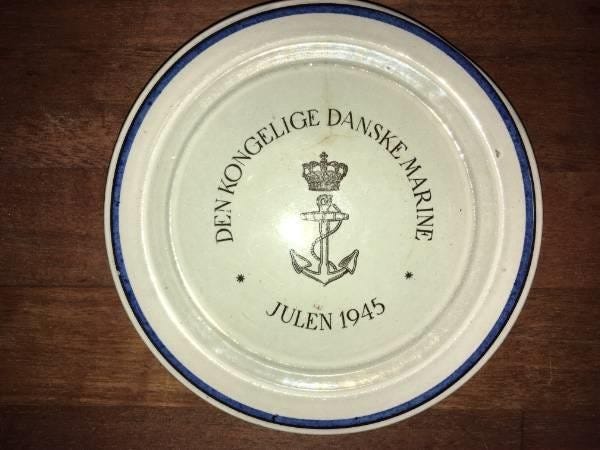 DEN KONGELIGE DANSKE MARINE
JULEN 1945